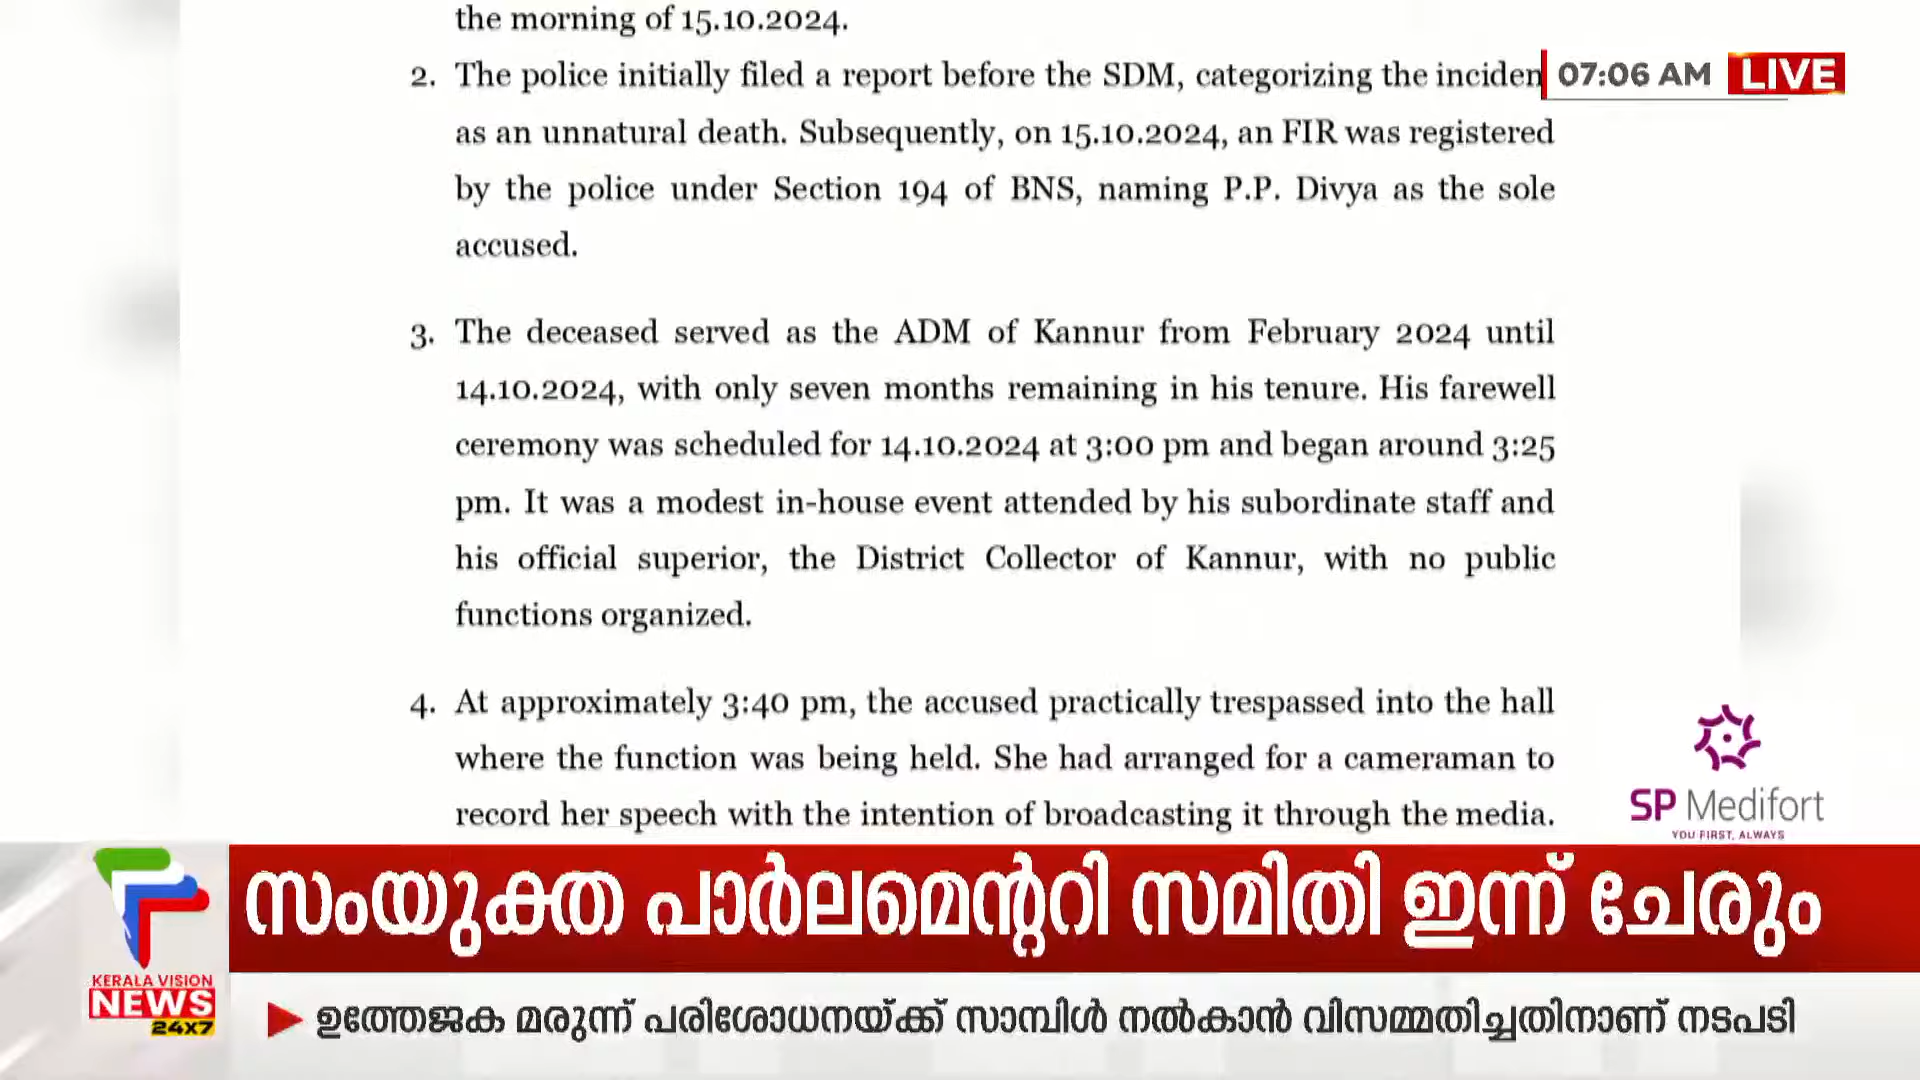 the morning of 15.10.2024.
2. The police initially filed a report before the SDM, categorizing the inciden
as an unnatural death. Subsequently, on 15.10.2024, an FIR was registered
by the police under Section 194 of BNS, naming P.P. Divya as the sole
accused.
3. The deceased served as the ADM of Kannur from February 2024 until
14.10.2024, with only seven months remaining in his tenure. His farewell
ceremony was scheduled for 14.10.2024 at 3:00 pm and began around 3:25
pm. It was a modest in-house event attended by his subordinate staff and
his official superior, the District Collector of Kannur, with no public
functions organized.
4. At approximately 3:40 pm, the accused practically trespassed into the hall
where the function was being held. She had arranged for a cameraman to
record her speech with the intention of broadcasting it through the media.
07:06 AM LIVE
SP Medifort
YOU FIRST, ALWAYS
സംയുക്ത പാർലമെന്ററി സമിതി ഇന്ന് ചേരും
KERALA VISION
NEWS
24x7
ഉത്തേജക മരുന്ന് പരിശോധനയ്ക്ക് സാമ്പിൾ നൽകാൻ വിസമ്മതിച്ചതിനാണ് നടപടി